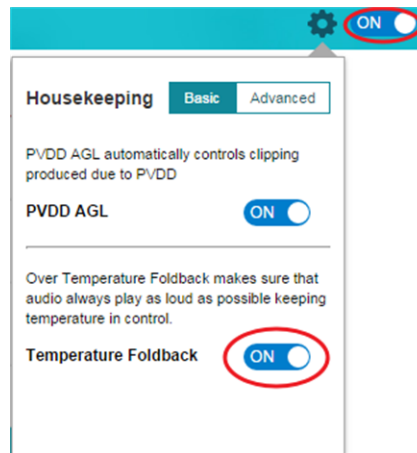 ON
Housekeeping Basic Advanced
PVDD AGL automatically controls clipping
produced due to PVDD
PVDD AGL ON
Over Temperature Foldback makes sure that
audio always play as loud as possible keeping
temperature in control.
Temperature Foldback ON